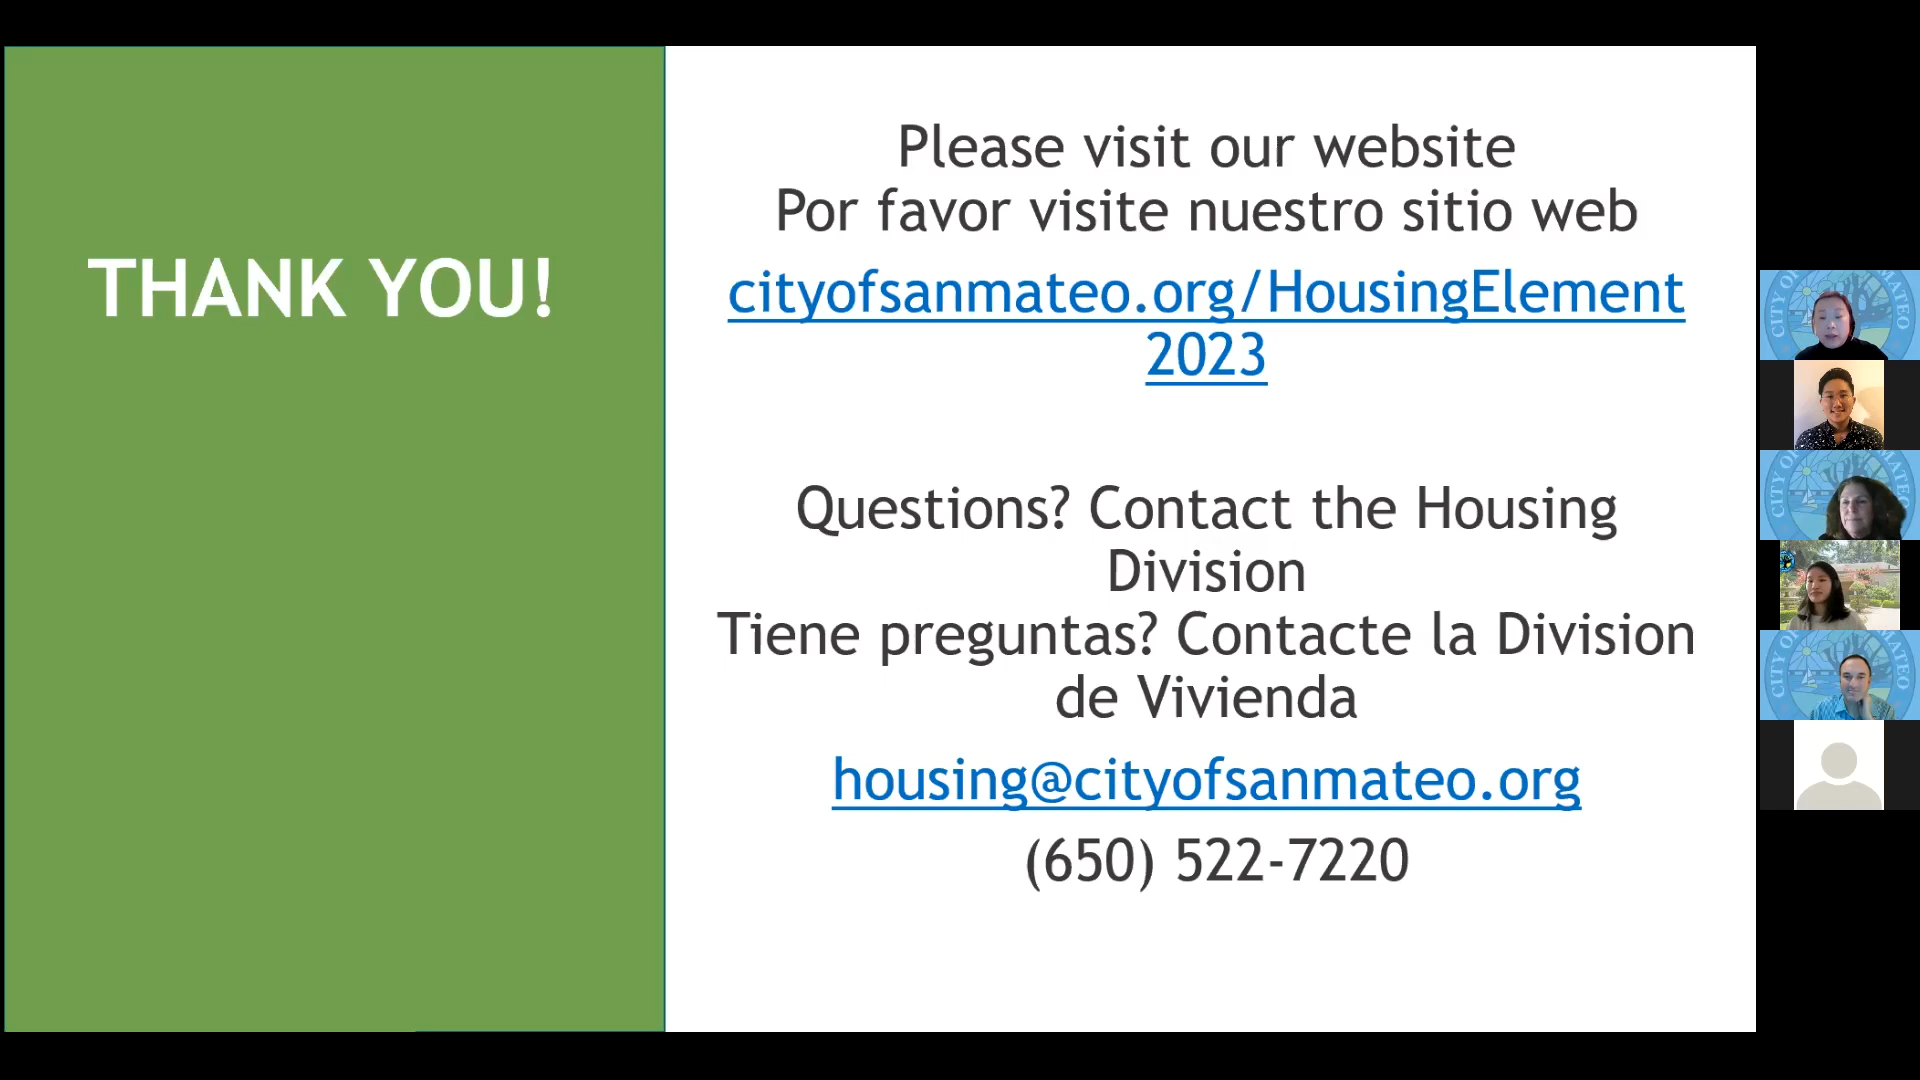 THANK YOU!
Please visit our website
Por favor visite nuestro sitio web
cityofsanmateo.org/HousingElement
2023
Questions? Contact the Housing
Division
Tiene preguntas? Contacte la Division
de Vivienda
housing@cityofsanmateo.org
(650) 522-7220